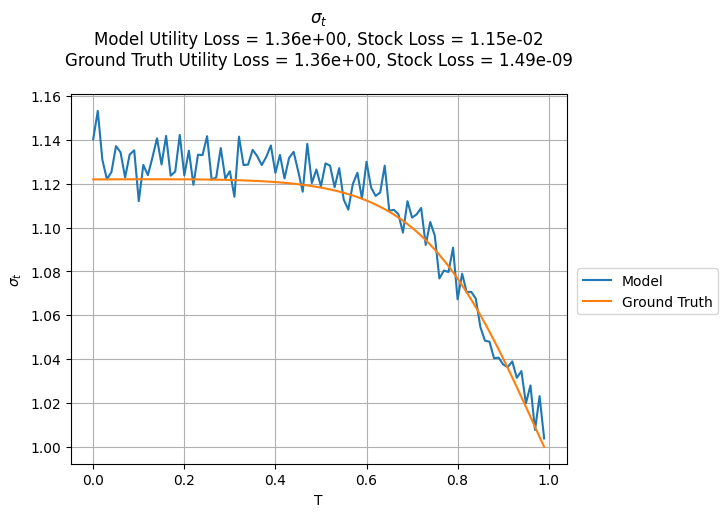 σt
Model Utility Loss = 1.36e+00, Stock Loss = 1.15e-02
Ground Truth Utility Loss = 1.36e+00, Stock Loss = 1.49e-09
1.16
1.14
1.12
1.10
1.08
1.06
1.04
1.02
1.00
σt
0.0 0.2 0.4 0.6 0.8 1.0
T
Model
Ground Truth